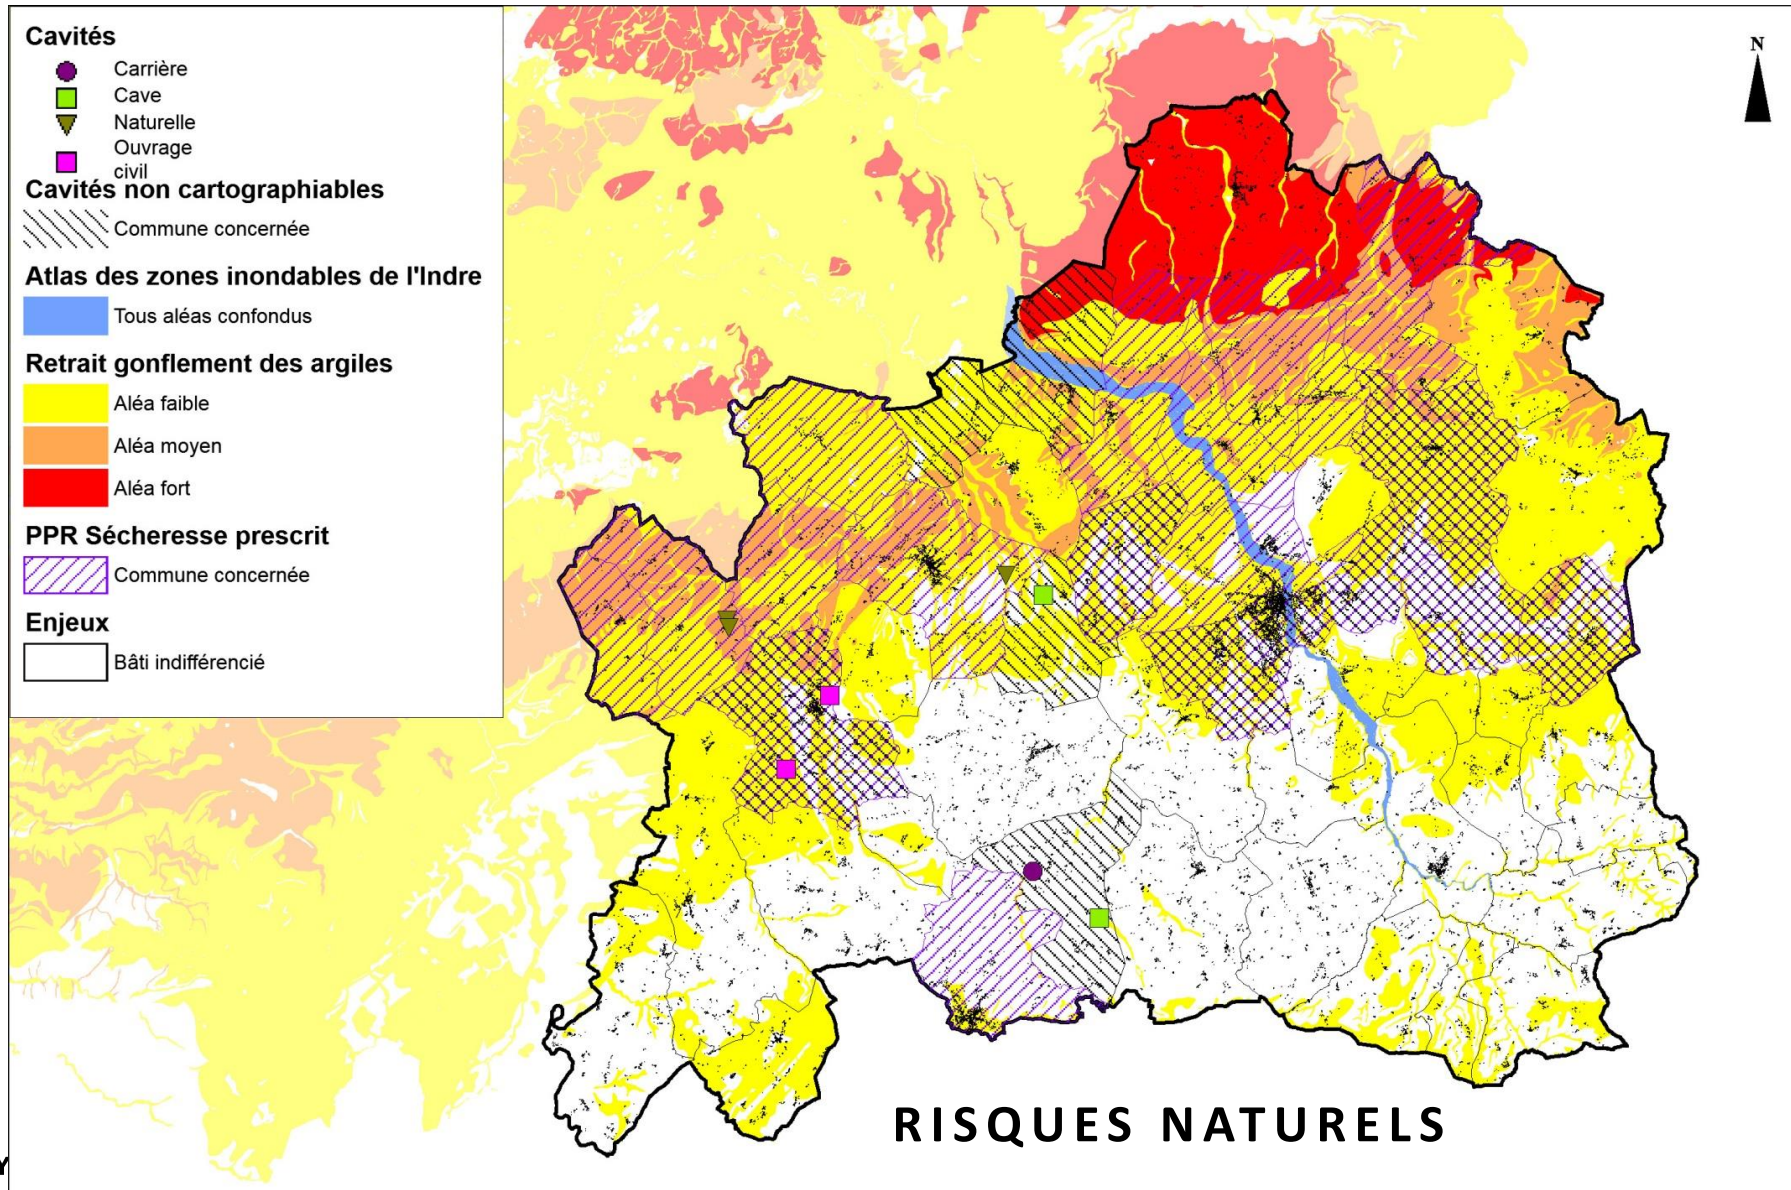 Cavités
Carrière
Cave
Naturelle
Ouvrage
civil
Cavités non cartographiables
Commune concernée
Atlas des zones inondables de l'Indre
Tous aléas confondus
Retrait gonflement des argiles
Aléa faible
Aléa moyen
Aléa fort
PPR Sécheresse prescrit
Commune concernée
Enjeux
Bâti indifférencié
N
RISQUES NATURELS
Y